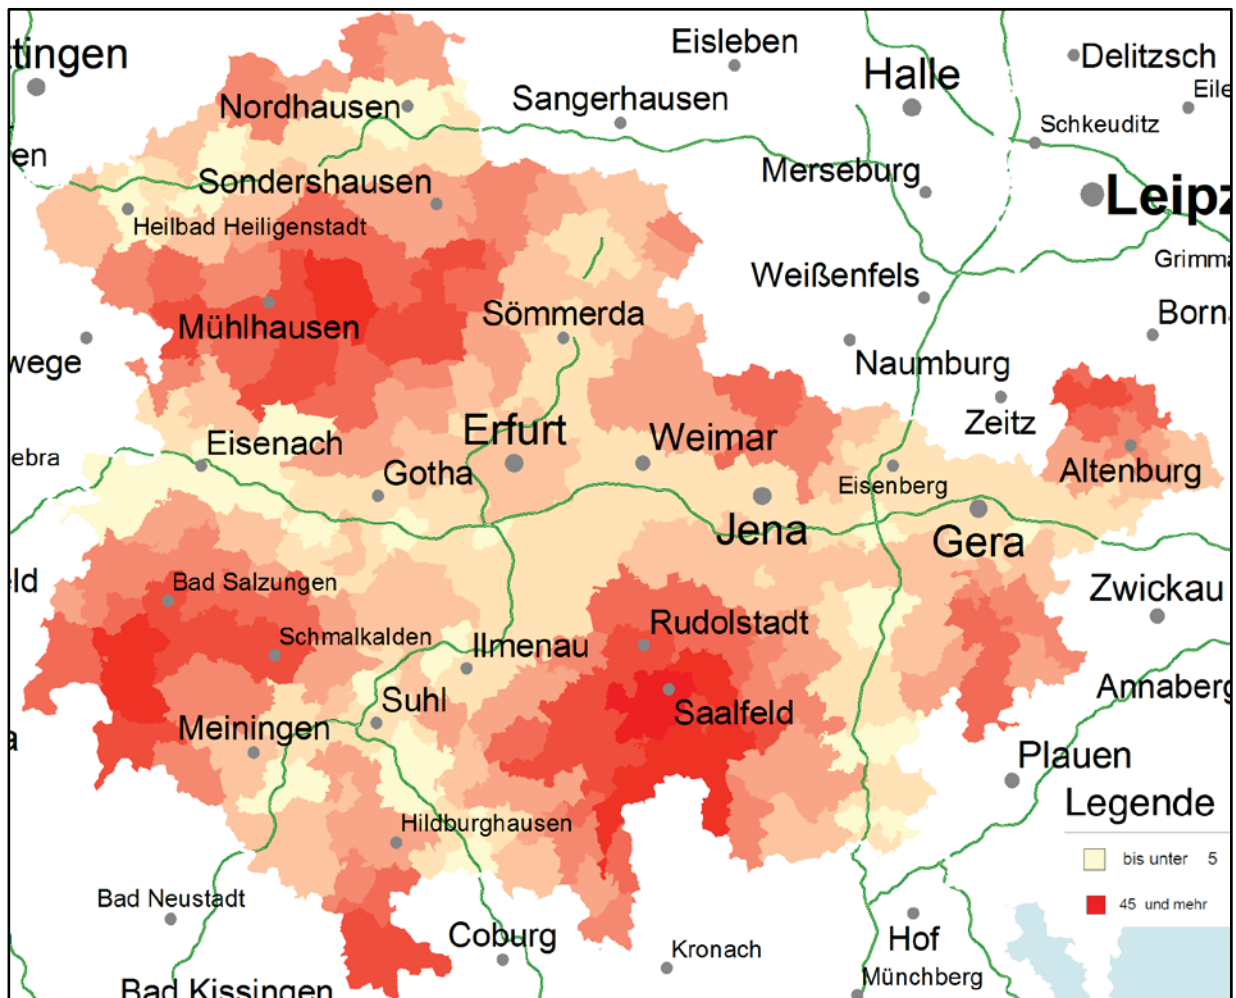 Eisleben
ttingen
Delitzsch
Halle
Eile
Nordhausen
Sangerhausen
Schkeuditz
en
Merseburg
Sondershausen
Leipz
Heilbad Heiligenstadt
Grimma
Weißenfels
Sömmerda
Born
Mühlhausen
wege
Naumburg
Zeitz
Erfurt
Weimar
Eisenach
ebra
Gotha
Altenburg
Eisenberg
Jena
Gera
ld
Bad Salzungen
Zwickau
Rudolstadt
Schmalkalden
Ilmenau
Annaberg
Suhl
Saalfeld
Meiningen
a
Plauen
Legende
Hildburghausen
bis unter 5
Bad Neustadt
45 und mehr
Coburg
Hof
Kronach
Münchberg
Bad Kissingen